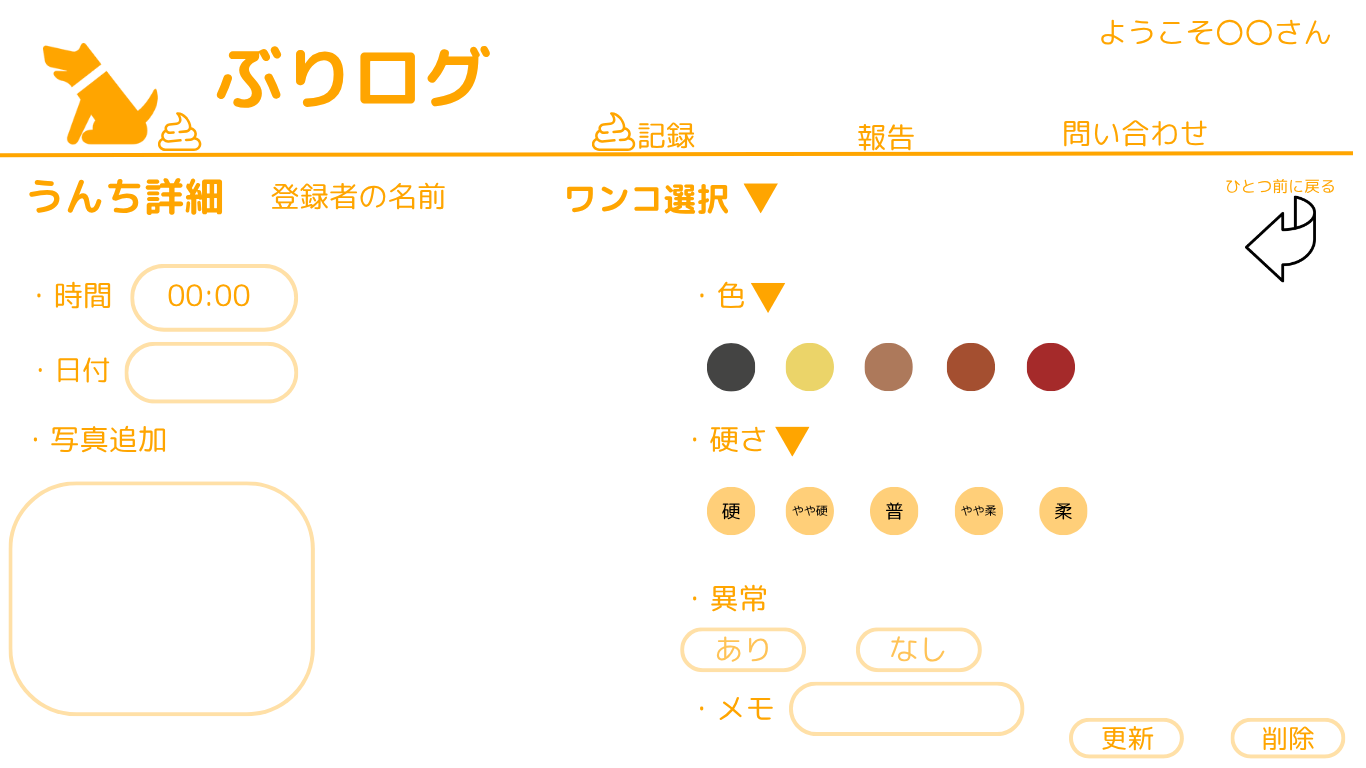 ようこそ〇〇さん
ぶりログ
記録 報告 問い合わせ
うんち詳細 登録者の名前 ワンコ選択 ▼
ひとつ前に戻る
・時間 00:00
・日付
・写真追加
・色▼
・硬さ▼
硬 やや硬 普 やや柔 柔
・異常
あり なし
・メモ
更新 削除